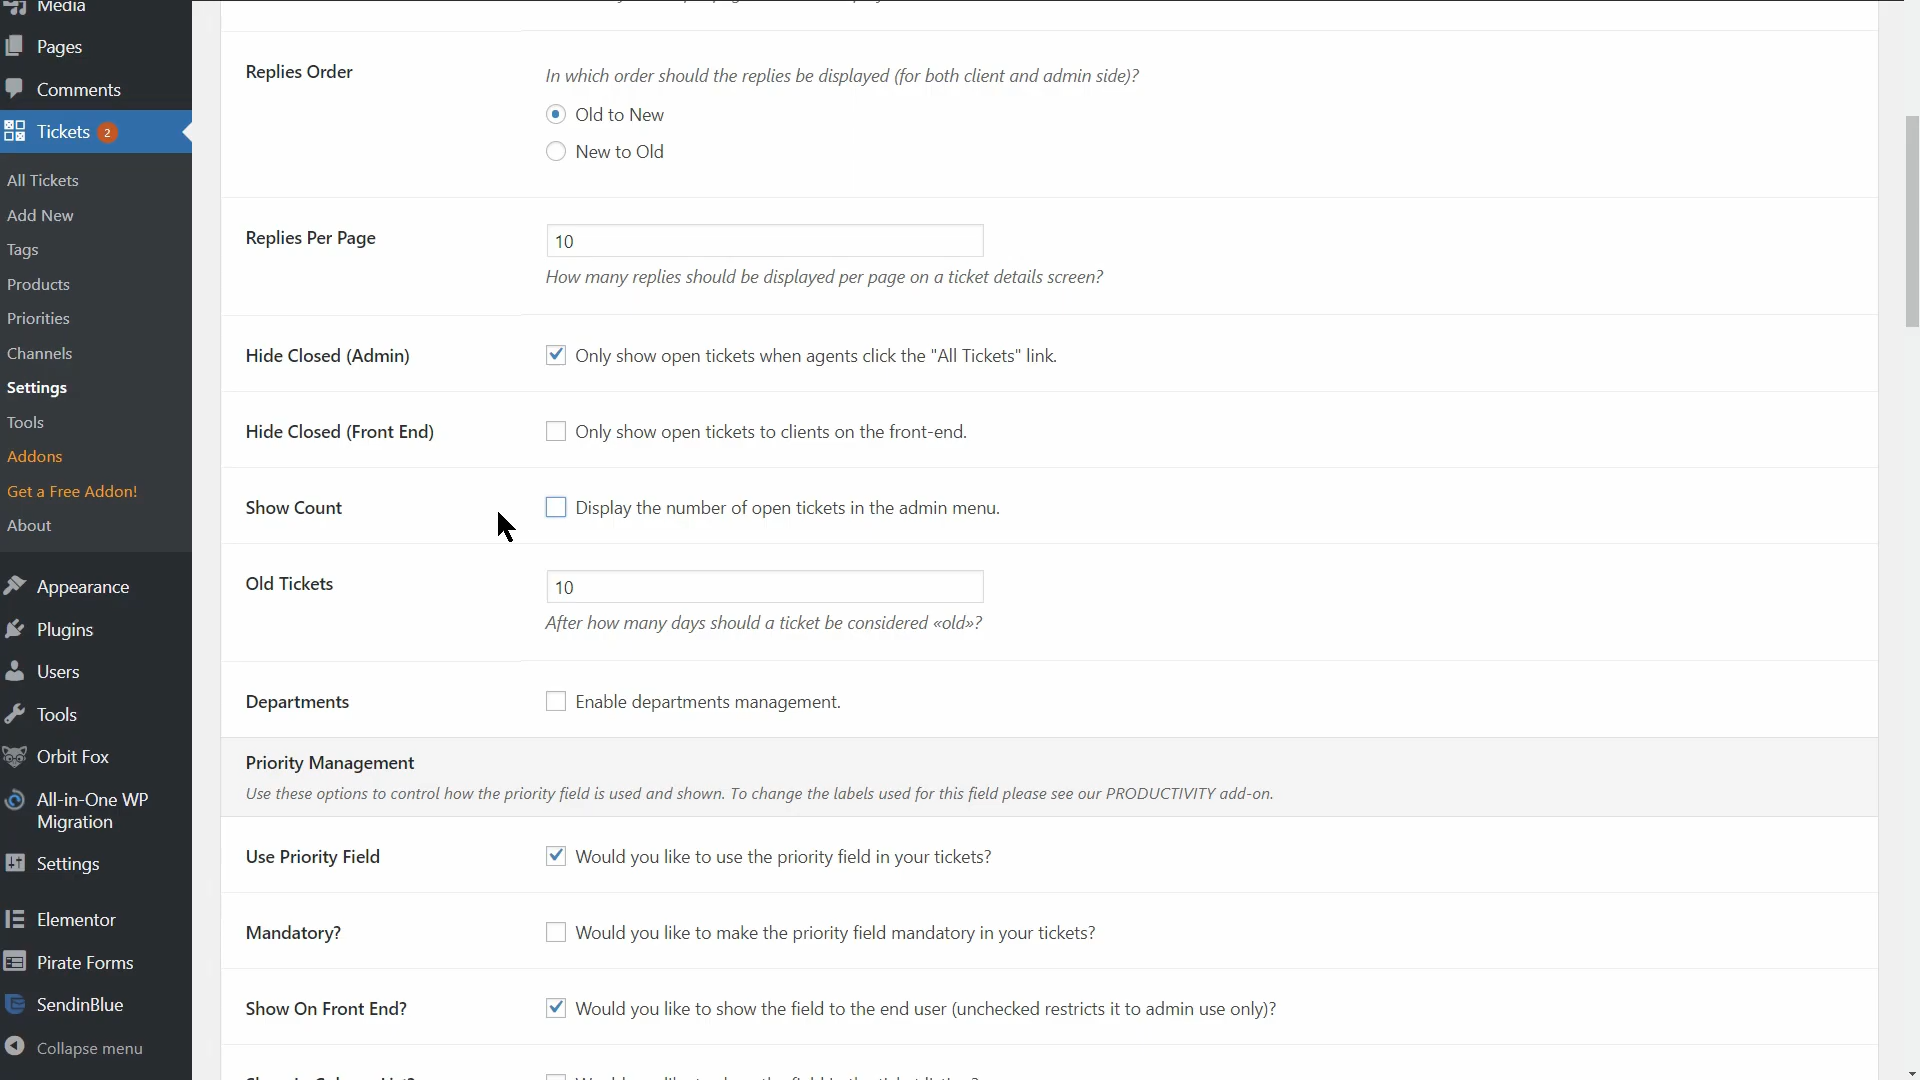 Media
Pages
Comments
Tickets 2
All Tickets
Add New
Tags
Products
Priorities
Channels
Settings
Tools
Addons
Get a Free Addon!
About
Appearance
Plugins
Users
Tools
Orbit Fox
All-in-One WP
Migration
Settings
Elementor
Pirate Forms
SendinBlue
Collapse menu
Replies Order
In which order should the replies be displayed (for both client and admin side)?
Old to New
New to Old
Replies Per Page
10
How many replies should be displayed per page on a ticket details screen?
Hide Closed (Admin)
Only show open tickets when agents click the "All Tickets" link.
Hide Closed (Front End)
Only show open tickets to clients on the front-end.
Show Count
Display the number of open tickets in the admin menu.
Old Tickets
10
After how many days should a ticket be considered «old»?
Departments
Enable departments management.
Priority Management
Use these options to control how the priority field is used and shown. To change the labels used for this field please see our PRODUCTIVITY add-on.
Use Priority Field
Would you like to use the priority field in your tickets?
Mandatory?
Would you like to make the priority field mandatory in your tickets?
Show On Front End?
Would you like to show the field to the end user (unchecked restricts it to admin use only)?